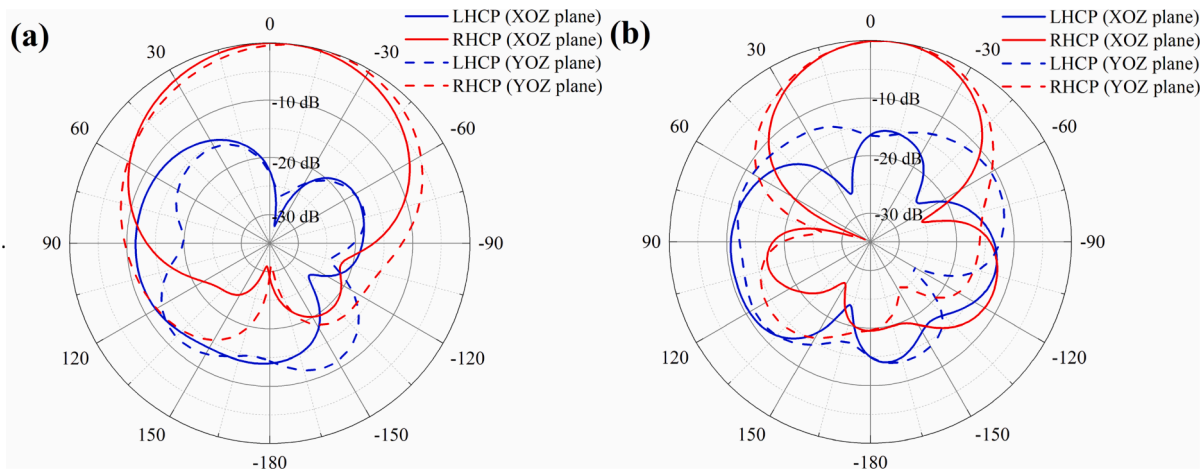 (a)
0
30
-30
60
-60
90
-90
120
-120
150
-150
-180
-10 dB
-20 dB
-30 dB
LHCP (XOZ plane)
RHCP (XOZ plane)
LHCP (YOZ plane)
RHCP (YOZ plane)
(b)
0
30
-30
60
-60
90
-90
120
-120
150
-150
-180
-10 dB
-20 dB
-30 dB
LHCP (XOZ plane)
RHCP (XOZ plane)
LHCP (YOZ plane)
RHCP (YOZ plane)